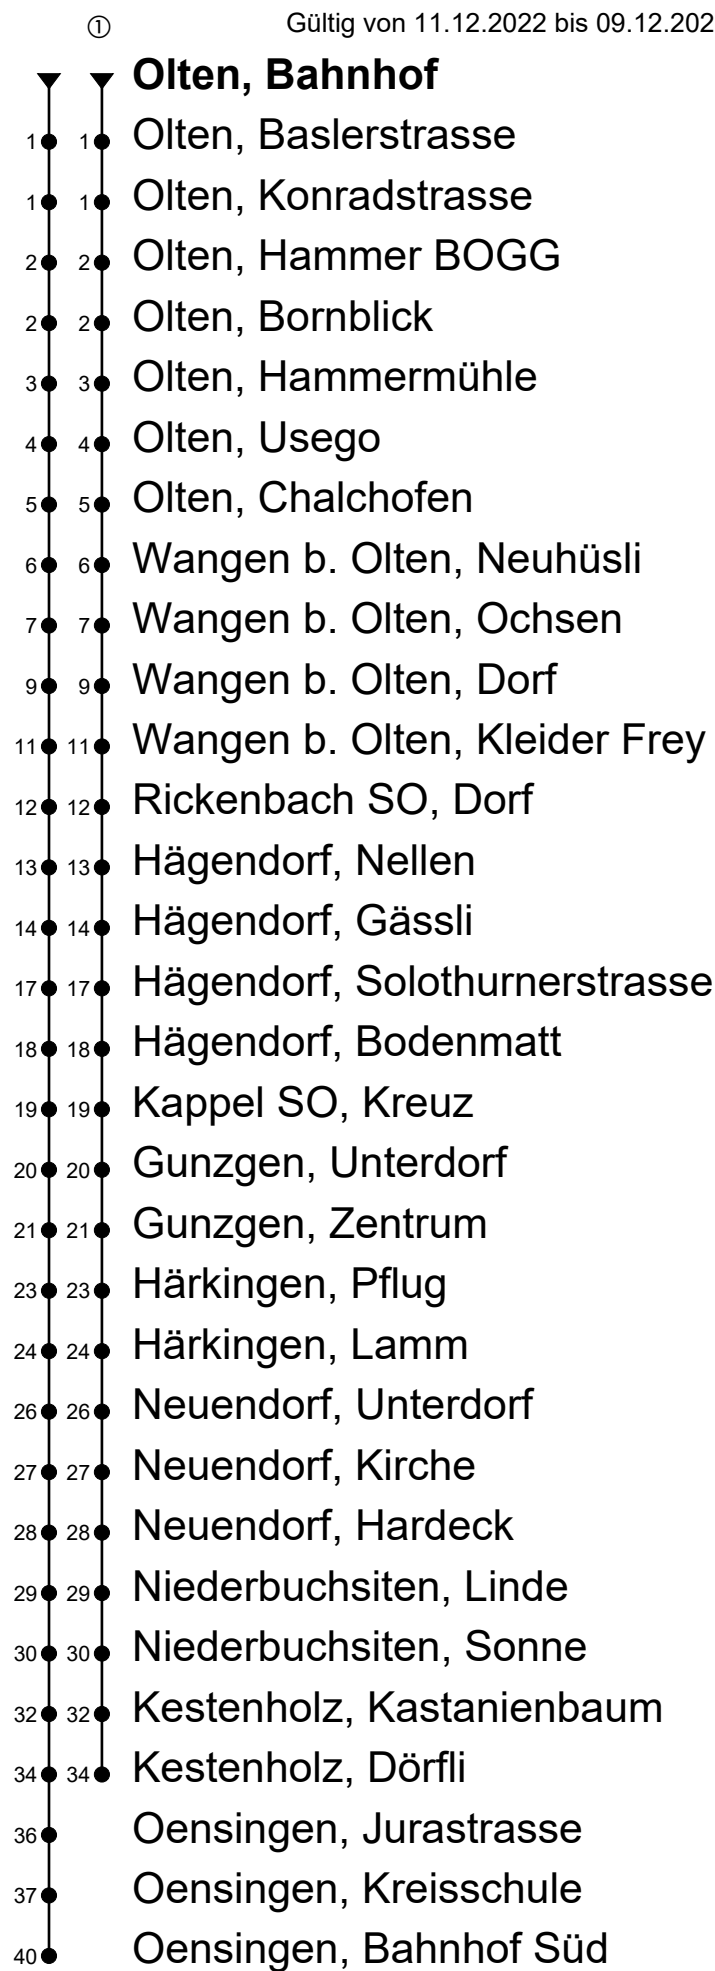 ① Gültig von 11.12.2022 bis 09.12.202
Olten, Bahnhof
1 1 Olten, Baslerstrasse
1 1 Olten, Konradstrasse
2 2 Olten, Hammer BOGG
2 2 Olten, Bornblick
3 3 Olten, Hammermühle
4 4 Olten, Usego
5 5 Olten, Chalchofen
6 6 Wangen b. Olten, Neuhüsli
7 7 Wangen b. Olten, Ochsen
9 9 Wangen b. Olten, Dorf
11 11 Wangen b. Olten, Kleider Frey
12 12 Rickenbach SO, Dorf
13 13 Hägendorf, Nellen
14 14 Hägendorf, Gässli
17 17 Hägendorf, Solothurnerstrasse
18 18 Hägendorf, Bodenmatt
19 19 Kappel SO, Kreuz
20 20 Gunzgen, Unterdorf
21 21 Gunzgen, Zentrum
23 23 Härkingen, Pflug
24 24 Härkingen, Lamm
26 26 Neuendorf, Unterdorf
27 27 Neuendorf, Kirche
28 28 Neuendorf, Hardeck
29 29 Niederbuchsiten, Linde
30 30 Niederbuchsiten, Sonne
32 32 Kestenholz, Kastanienbaum
34 34 Kestenholz, Dörfli
36 Oensingen, Jurastrasse
37 Oensingen, Kreisschule
40 Oensingen, Bahnhof Süd